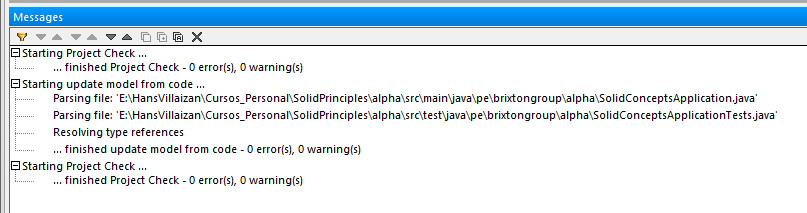 Messages
Starting Project Check ...
... finished Project Check - 0 error(s), 0 warning(s)
Starting update model from code ...
Parsing file: 'E:\HansVillaizan\Cursos_Personal\SolidPrinciples\alpha\src\main\java\pe\brixtongroup\alpha\SolidConceptsApplication.java'
Parsing file: 'E:\HansVillaizan\Cursos_Personal\SolidPrinciples\alpha\src\test\java\pe\brixtongroup\alpha\SolidConceptsApplicationTests.java'
Resolving type references
... finished update model from code - 0 error(s), 0 warning(s)
Starting Project Check ...
... finished Project Check - 0 error(s), 0 warning(s)